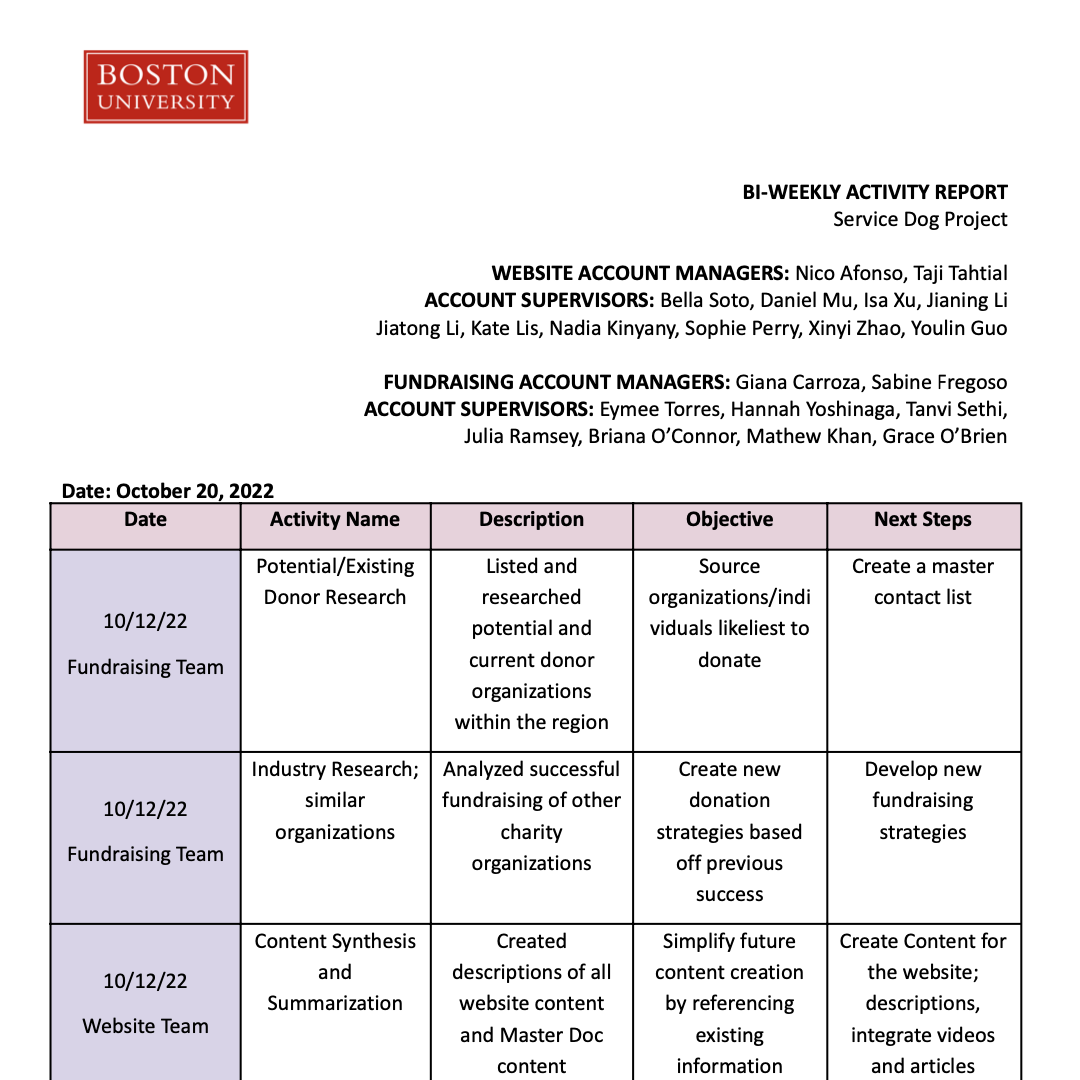 BOSTON
UNIVERSITY
BI-WEEKLY ACTIVITY REPORT
Service Dog Project
WEBSITE ACCOUNT MANAGERS: Nico Afonso, Taji Tahtial
ACCOUNT SUPERVISORS: Bella Soto, Daniel Mu, Isa Xu, Jianing Li
Jiatong Li, Kate Lis, Nadia Kinyany, Sophie Perry, Xinyi Zhao, Youlin Guo
FUNDRAISING ACCOUNT MANAGERS: Giana Carroza, Sabine Fregoso
ACCOUNT SUPERVISORS: Eymee Torres, Hannah Yoshinaga, Tanvi Sethi,
Julia Ramsey, Briana O’Connor, Mathew Khan, Grace O’Brien
Date: October 20, 2022
Date
Activity Name
Description
Objective
Next Steps
10/12/22
Fundraising Team
Potential/Existing
Donor Research
Listed and
researched
potential and
current donor
organizations
within the region
Source
organizations/indi
viduals likeliest to
donate
Create a master
contact list
10/12/22
Fundraising Team
Industry Research;
similar
organizations
Analyzed successful
fundraising of other
charity
organizations
Create new
donation
strategies based
off previous
success
Develop new
fundraising
strategies
10/12/22
Website Team
Content Synthesis
and
Summarization
Created
descriptions of all
website content
and Master Doc
content
Simplify future
content creation
by referencing
existing
information
Create Content for
the website;
descriptions,
integrate videos
and articles